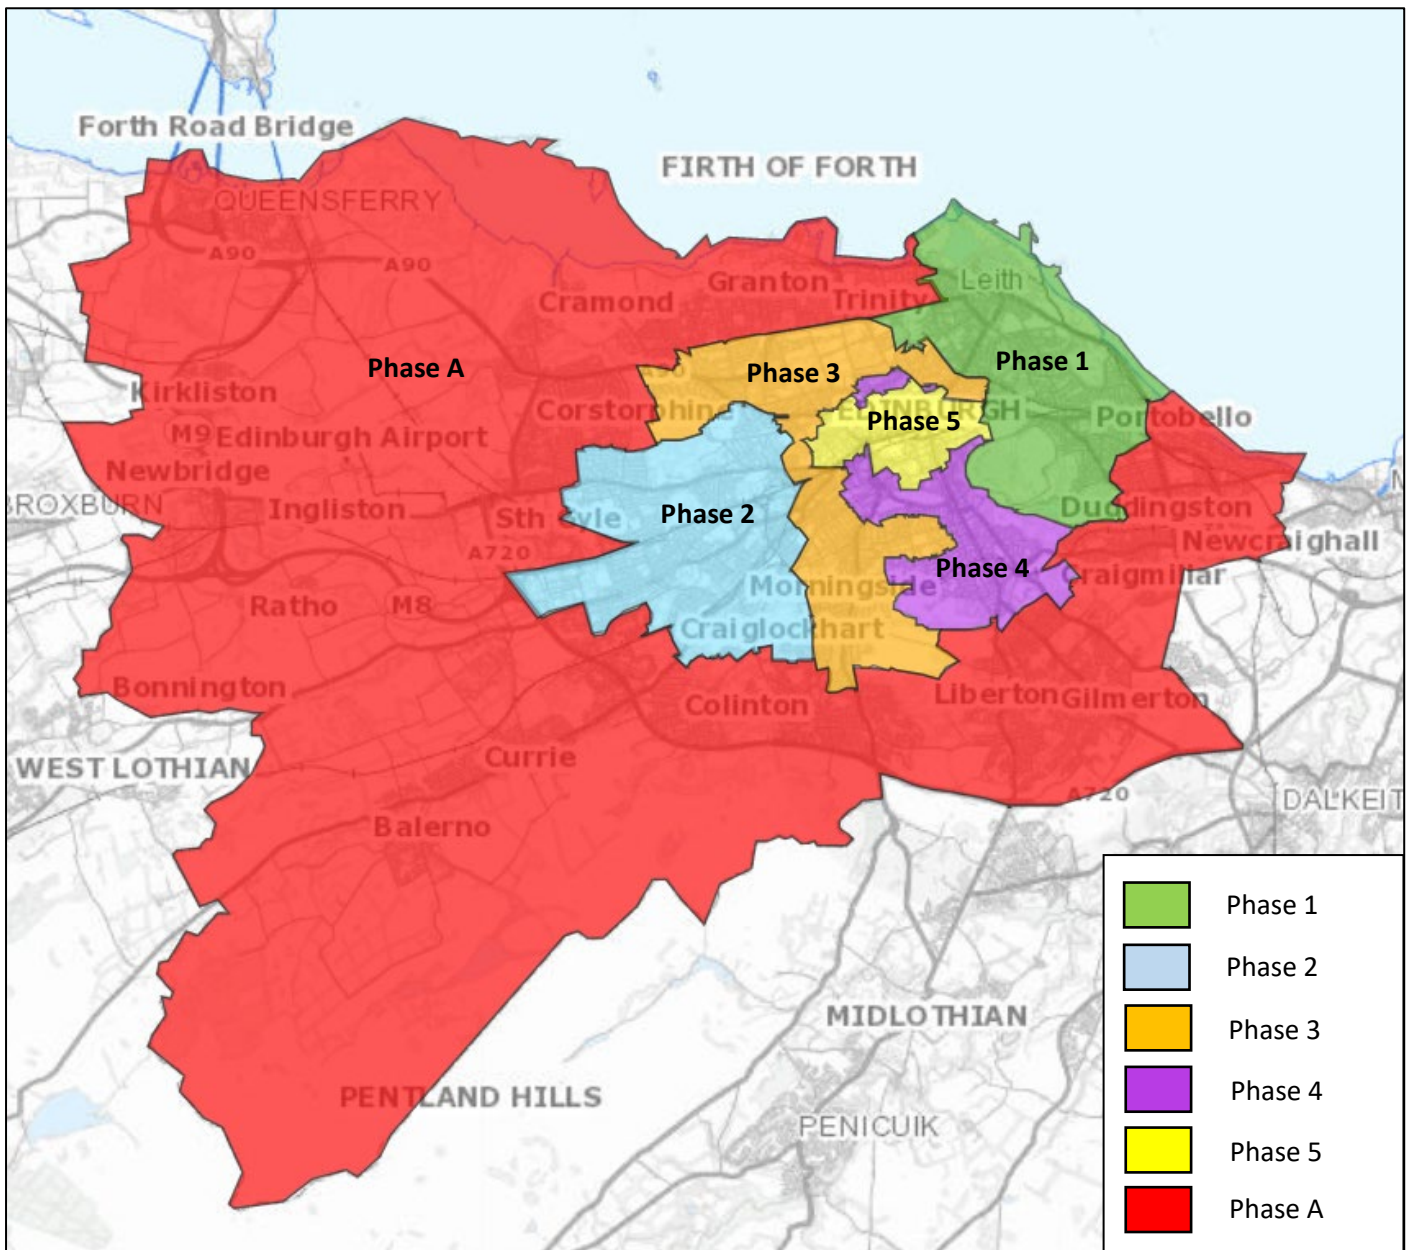 Forth Road Bridge
FIRTH OF FORTH
QUEENSFERRY
A90
A90
Cramond
Granton
Trinity
Leith
Phase A
Phase 3
Phase 1
A90
Kirkliston
Corstorphine
EDINBURGH
Phase 5
Portobello
M9
Edinburgh Airport
Newbridge
BROXBURN
Ingliston
Sth Gyle
Phase 2
Duddingston
A720
Newcraighall
Phase 4
Craigmillar
Morningside
Ratho
M8
Craiglockhart
Bonnington
Colinton
Liberton
Gilmerton
Currie
WEST LOTHIAN
A720
DALKEIT
Balerno
Phase 1
Phase 2
Phase 3
Phase 4
Phase 5
Phase A
MIDLOTHIAN
PENTLAND HILLS
PENICUIK